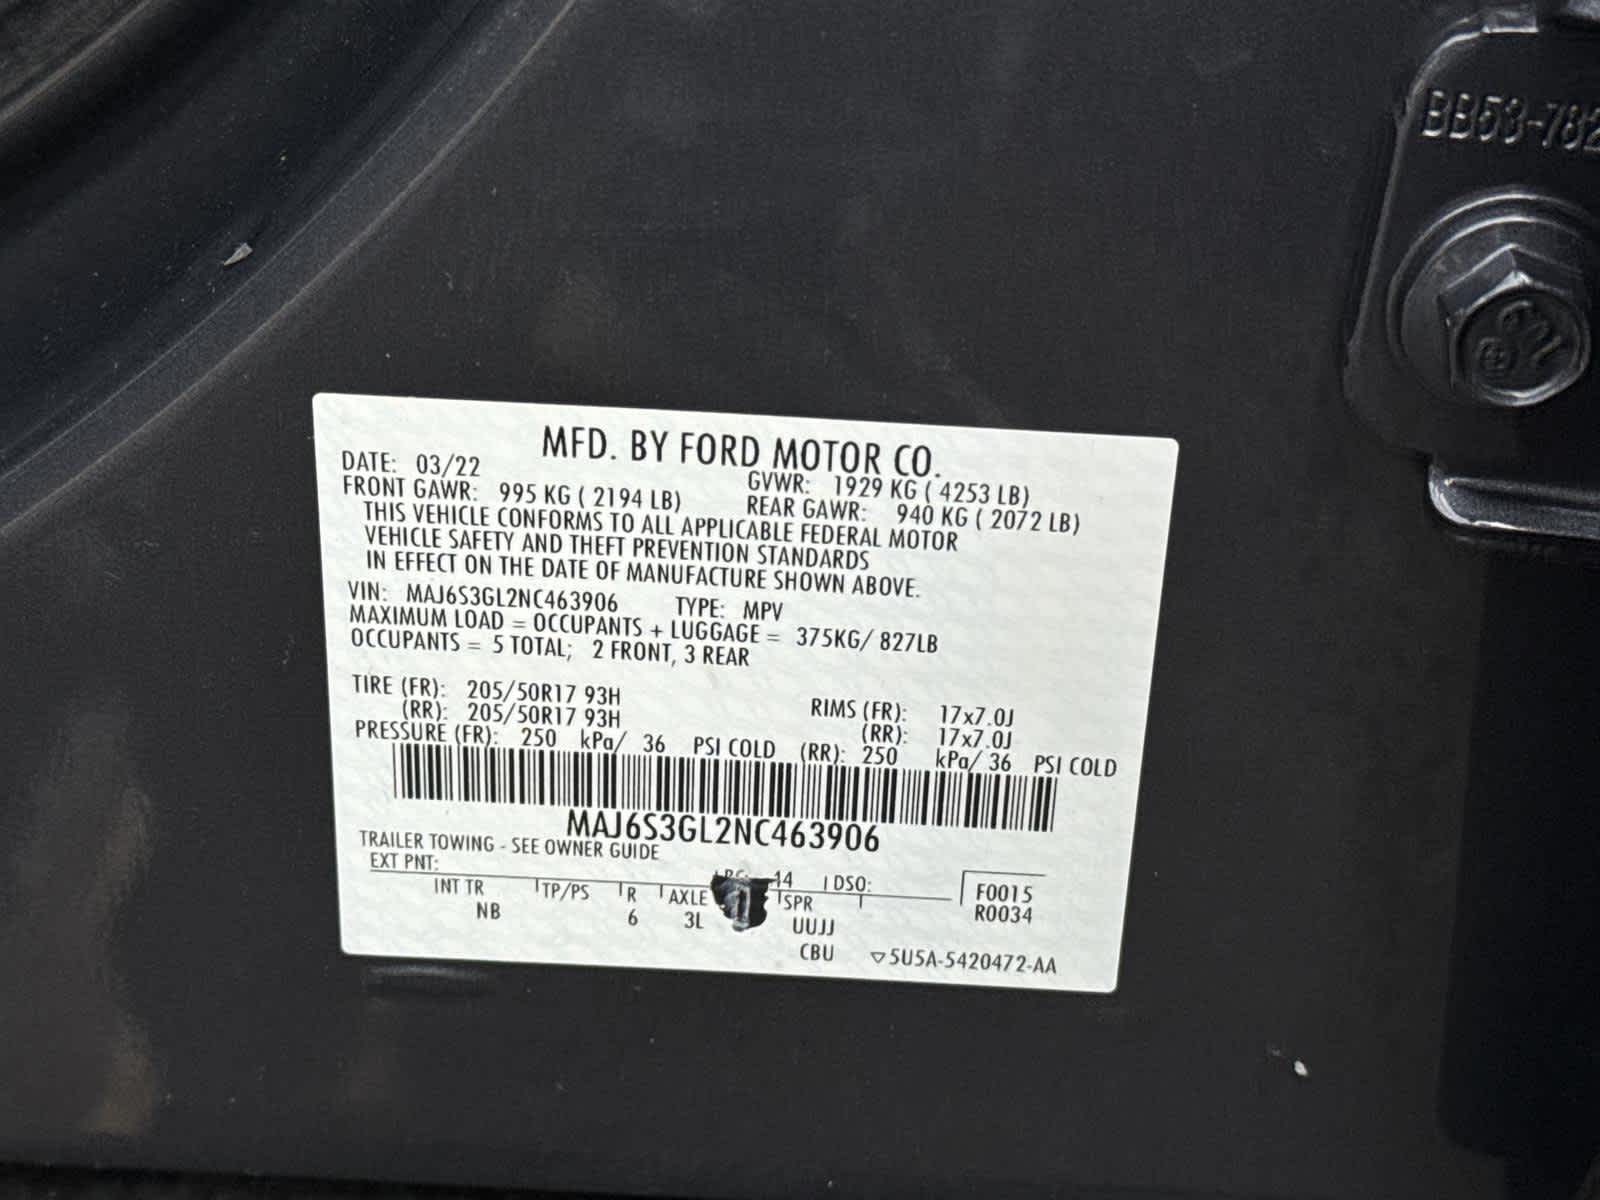 BB53-782
MFD. BY FORD MOTOR CO.
DATE: 03/22 GVWR: 1929 KG ( 4253 LB)
FRONT GAWR: 995 KG ( 2194 LB) REAR GAWR: 940 KG ( 2072 LB)
THIS VEHICLE CONFORMS TO ALL APPLICABLE FEDERAL MOTOR
VEHICLE SAFETY AND THEFT PREVENTION STANDARDS
IN EFFECT ON THE DATE OF MANUFACTURE SHOWN ABOVE.
VIN: MAJ6S3GL2NC463906 TYPE: MPV
MAXIMUM LOAD = OCCUPANTS + LUGGAGE = 375KG/ 827LB
OCCUPANTS = 5 TOTAL; 2 FRONT, 3 REAR
TIRE (FR): 205/50R17 93H RIMS (FR): 17x7.0J
(RR): 205/50R17 93H (RR): 17x7.0J
PRESSURE (FR): 250 kPa/ 36 PSI COLD (RR): 250 kPa/ 36 PSI COLD
MAJ6S3GL2NC463906
TRAILER TOWING - SEE OWNER GUIDE
EXT PNT: RC: 14 DSO: F0015
INT TR TP/PS R AXLE SPR R0034
NB 6 3L UUJJ
CBU ▽5U5A-5420472-AA